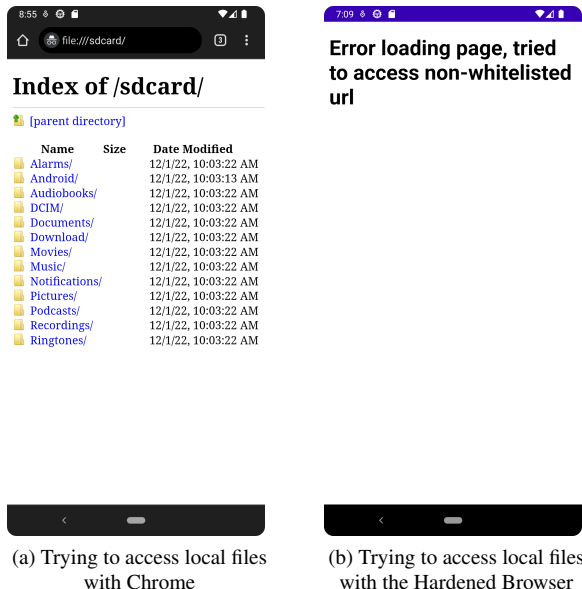 8:55
file:///sdcard/
3
Index of /sdcard/
[parent directory]
Name Size Date Modified
Alarms/ 12/1/22, 10:03:22 AM
Android/ 12/1/22, 10:03:13 AM
Audiobooks/ 12/1/22, 10:03:22 AM
DCIM/ 12/1/22, 10:03:22 AM
Documents/ 12/1/22, 10:03:22 AM
Download/ 12/1/22, 10:03:22 AM
Movies/ 12/1/22, 10:03:22 AM
Music/ 12/1/22, 10:03:22 AM
Notifications/ 12/1/22, 10:03:22 AM
Pictures/ 12/1/22, 10:03:22 AM
Podcasts/ 12/1/22, 10:03:22 AM
Recordings/ 12/1/22, 10:03:22 AM
Ringtones/ 12/1/22, 10:03:22 AM
(a) Trying to access local files
with Chrome
7:09
Error loading page, tried
to access non-whitelisted
url
(b) Trying to access local files
with the Hardened Browser